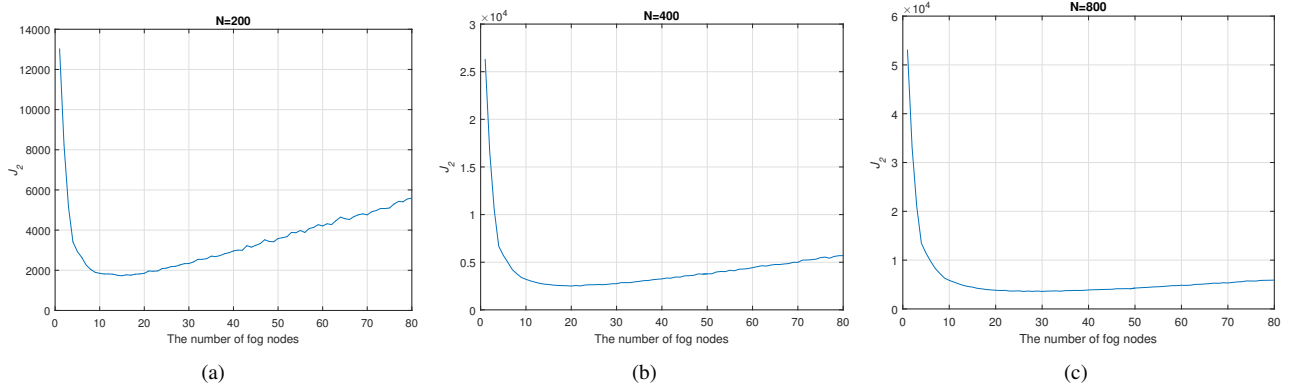 N=200
14000
12000
10000
8000
6000
4000
2000
0
J_2
0 10 20 30 40 50 60 70 80
The number of fog nodes
(a)
×10^4
N=400
3
2.5
2
1.5
1
0.5
0
J_2
0 10 20 30 40 50 60 70 80
The number of fog nodes
(b)
×10^4
N=800
6
5
4
3
2
1
0
J_2
0 10 20 30 40 50 60 70 80
The number of fog nodes
(c)